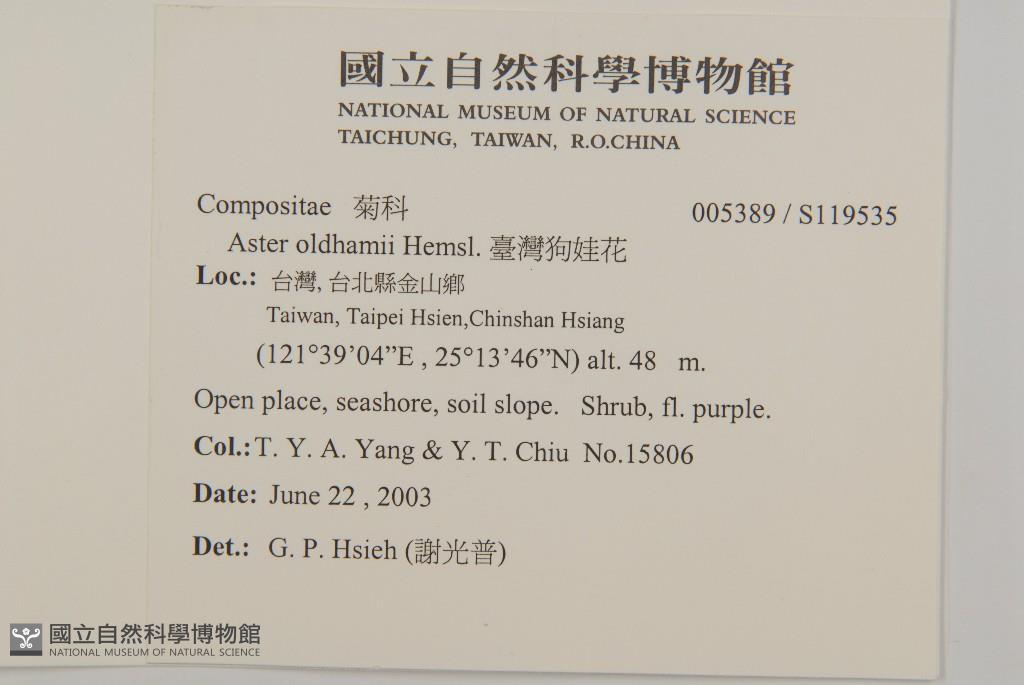 國立自然科學博物館
NATIONAL MUSEUM OF NATURAL SCIENCE
TAICHUNG, TAIWAN, R.O.CHINA
Compositae 菊科 005389 / S119535
Aster oldhamii Hemsl. 臺灣狗娃花
Loc.: 台灣, 台北縣金山鄉
Taiwan, Taipei Hsien,Chinshan Hsiang
(121°39’04”E , 25°13’46”N) alt. 48 m.
Open place, seashore, soil slope. Shrub, fl. purple.
Col.: T. Y. A. Yang & Y. T. Chiu No.15806
Date: June 22 , 2003
Det.: G. P. Hsieh (謝光普)
國立自然科學博物館
NATIONAL MUSEUM OF NATURAL SCIENCE